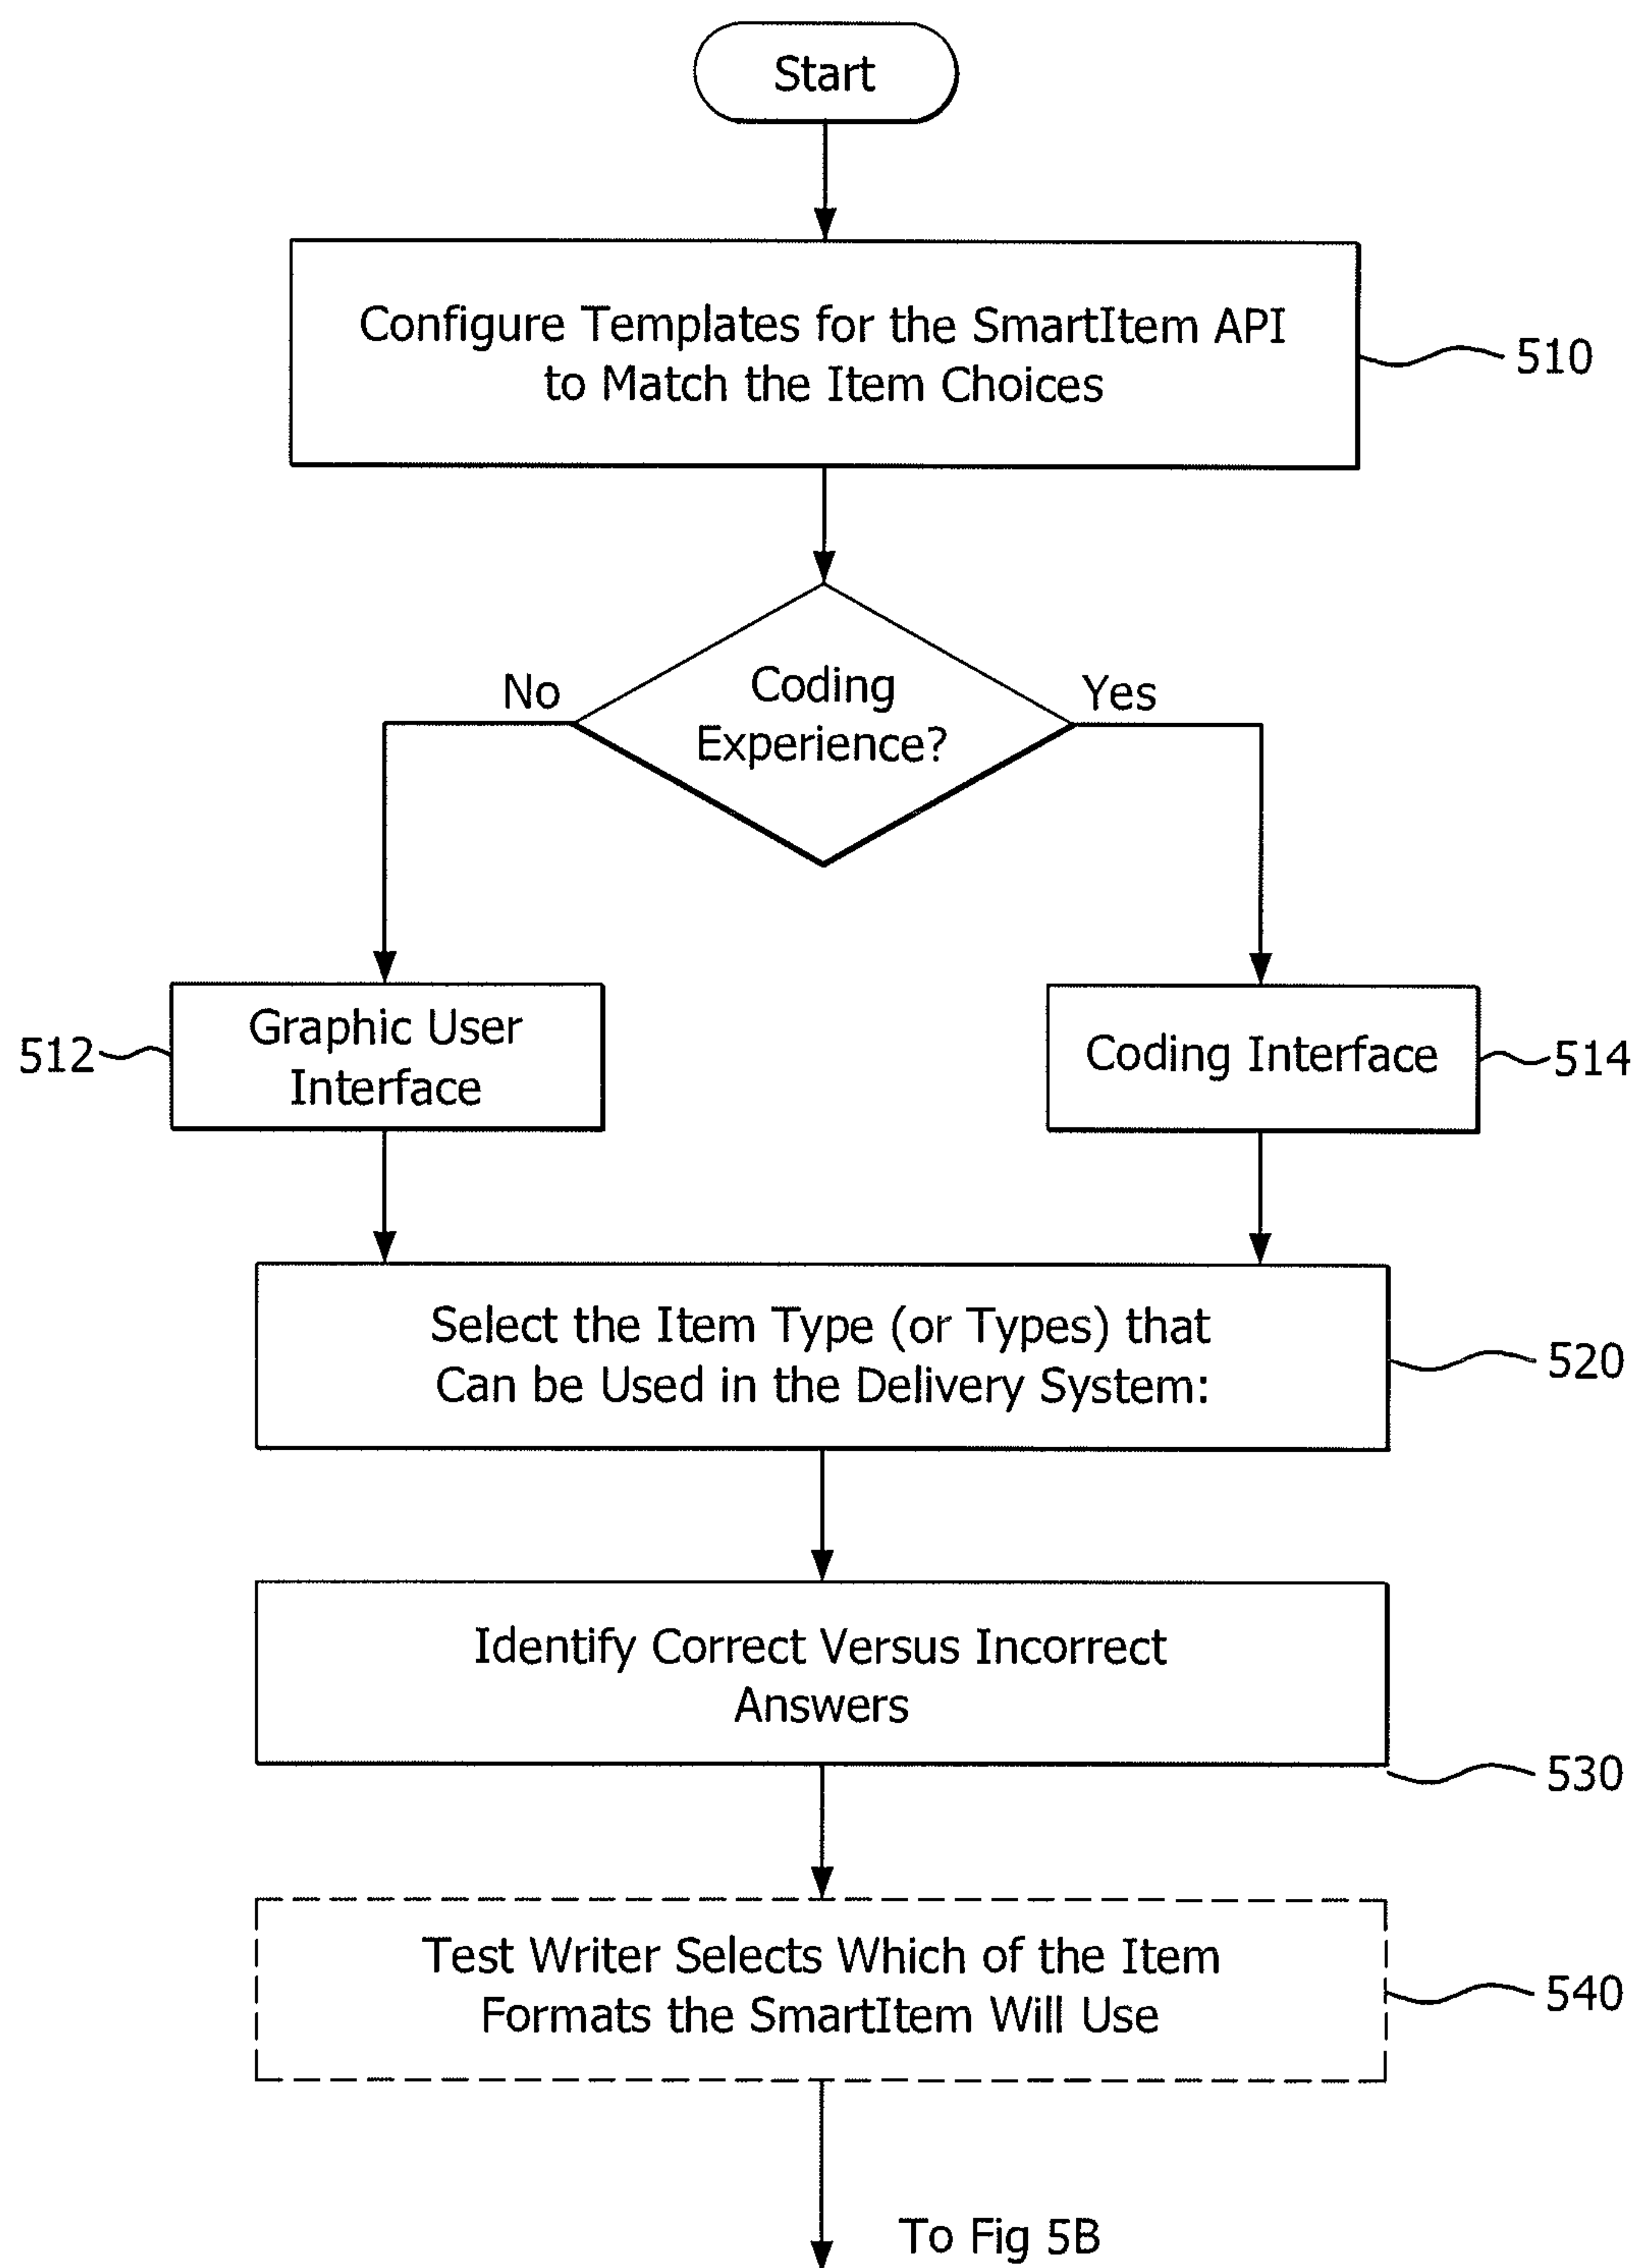 Start
Configure Templates for the SmartItem API
to Match the Item Choices
510
No
Coding
Experience?
Yes
512
Graphic User
Interface
Coding Interface
514
Select the Item Type (or Types) that
Can be Used in the Delivery System:
520
Identify Correct Versus Incorrect
Answers
530
Test Writer Selects Which of the Item
Formats the SmartItem Will Use
540
To Fig 5B